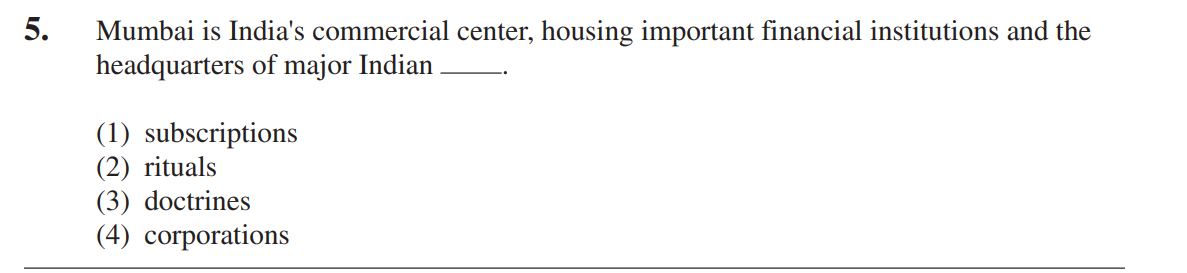 5. Mumbai is India's commercial center, housing important financial institutions and the
headquarters of major Indian _____.
(1) subscriptions
(2) rituals
(3) doctrines
(4) corporations